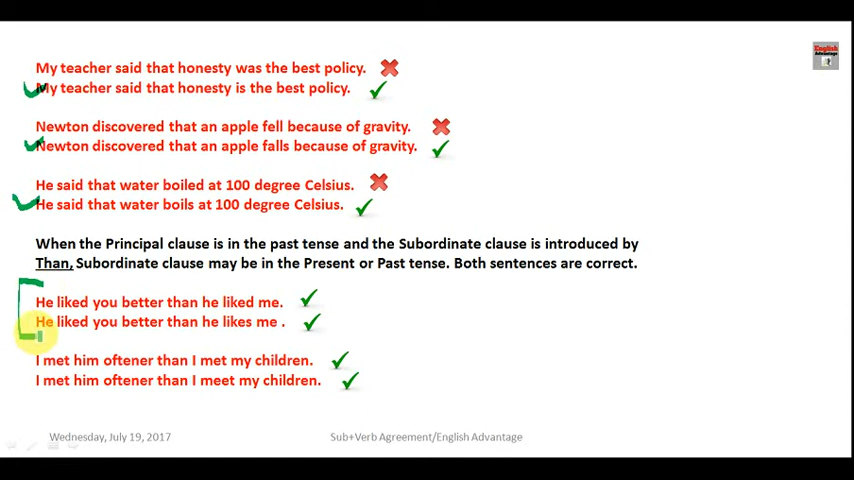 English
Advantage
My teacher said that honesty was the best policy.
My teacher said that honesty is the best policy.
Newton discovered that an apple fell because of gravity.
Newton discovered that an apple falls because of gravity.
He said that water boiled at 100 degree Celsius.
He said that water boils at 100 degree Celsius.
When the Principal clause is in the past tense and the Subordinate clause is introduced by
Than, Subordinate clause may be in the Present or Past tense. Both sentences are correct.
He liked you better than he liked me.
He liked you better than he likes me .
I met him oftener than I met my children.
I met him oftener than I meet my children.
Wednesday, July 19, 2017
Sub+Verb Agreement/English Advantage